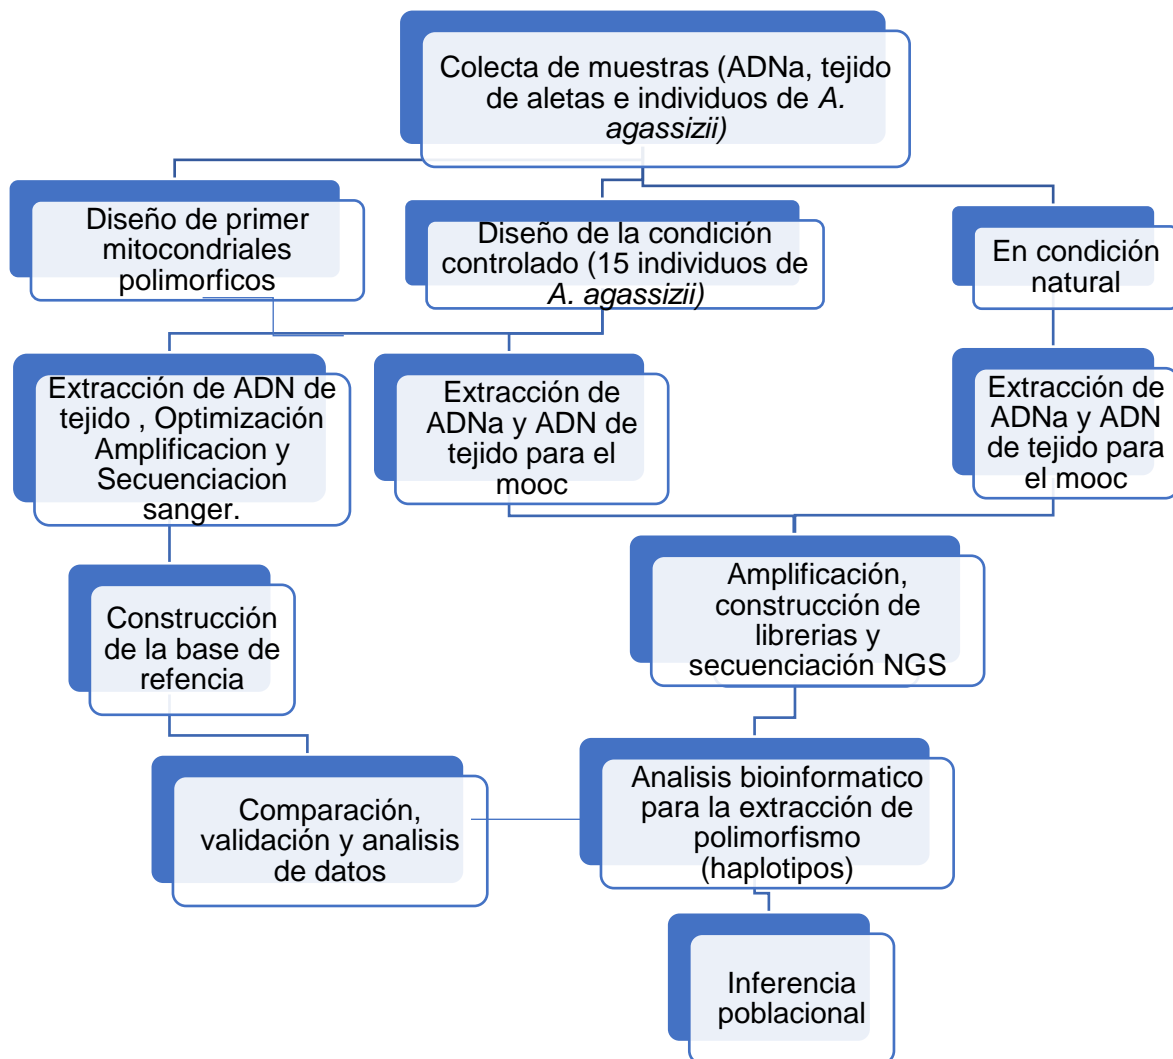 Colecta de muestras (ADNa, tejido
de aletas e individuos de A.
agassizii)
Diseño de primer
mitocondriales
polimorficos
Diseño de la condición
controlado (15 individuos de
A. agassizii)
En condición
natural
Extracción de ADN de
tejido , Optimización
Amplificacion y
Secuenciacion
sanger.
Extracción de
ADNa y ADN de
tejido para el
mooc
Extracción de
ADNa y ADN de
tejido para
el mooc
Construcción
de la base de
refencia
Amplificación,
construcción de
librerias y
secuenciación NGS
Comparación,
validación y analisis
de datos
Analisis bioinformatico
para la extracción de
polimorfismo
(haplotipos)
Inferencia
poblacional